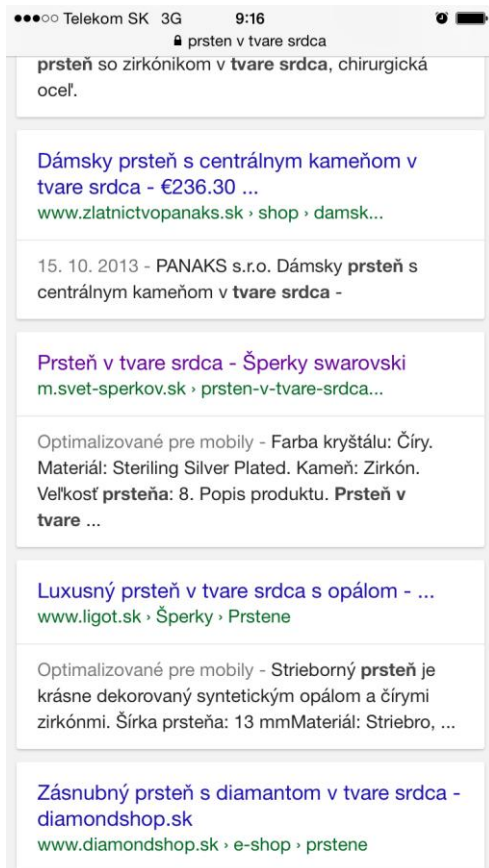 Telekom SK 3G 9:16
prsten v tvare srdca
prsteň so zirkónikom v tvare srdca, chirurgická
oceľ.
Dámsky prsteň s centrálnym kameňom v
tvare srdca - €236.30 ...
www.zlatnictvopanaks.sk › shop › damsk...
15. 10. 2013 - PANAKS s.r.o. Dámsky prsteň s
centrálnym kameňom v tvare srdca -
Prsteň v tvare srdca - Šperky swarovski
m.svet-sperkov.sk › prsten-v-tvare-srdca...
Optimalizované pre mobily - Farba kryštálu: Číry.
Materiál: Steriling Silver Plated. Kameň: Zirkón.
Veľkosť prsteňa: 8. Popis produktu. Prsteň v
tvare ...
Luxusný prsteň v tvare srdca s opálom - ...
www.ligot.sk › Šperky › Prstene
Optimalizované pre mobily - Strieborný prsteň je
krásne dekorovaný syntetickým opálom a čírymi
zirkónmi. Šírka prsteňa: 13 mmMateriál: Striebro, ...
Zásnubný prsteň s diamantom v tvare srdca -
diamondshop.sk
www.diamondshop.sk › e-shop › prstene